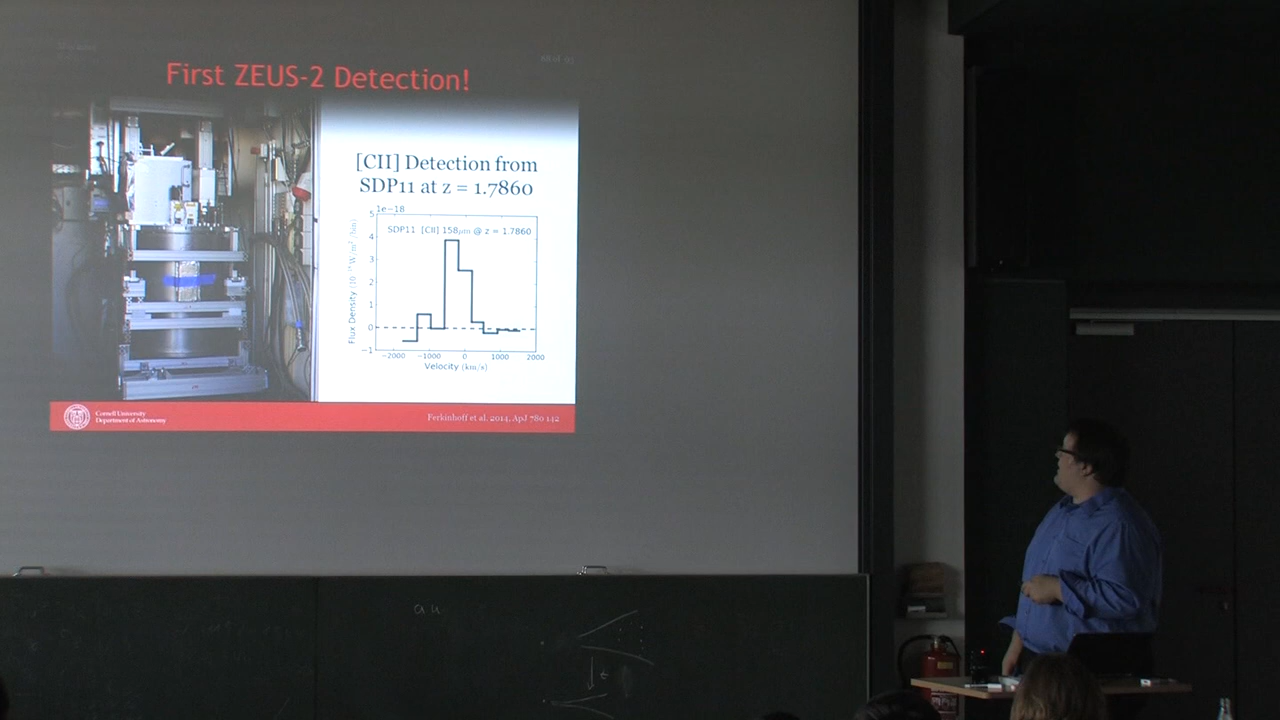 First ZEUS-2 Detection!
[CII] Detection from
SDP11 at z = 1.7860
1e−18
SDP11 [CII] 158μm @ z = 1.7860
5
4
3
2
1
0
−1
Flux Density
−2000 −1000 0 1000 2000
Velocity (km/s)
Cornell University
Department of Astronomy
Ferkinhoff et al. 2014, ApJ 780 142